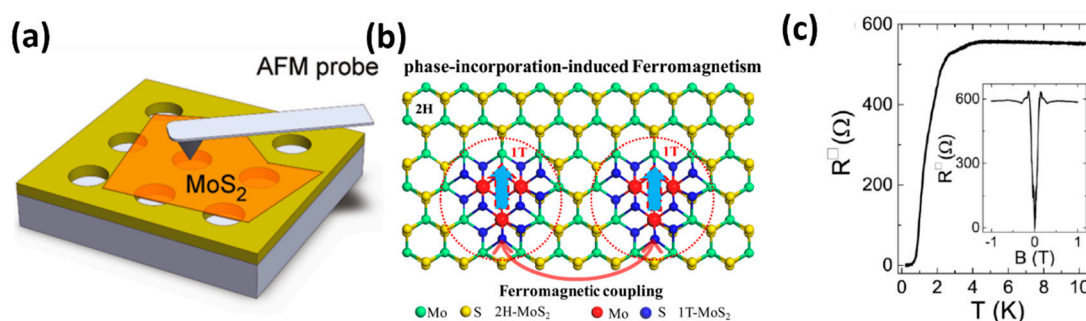 (a)
AFM probe
MoS₂
(b)
phase-incorporation-induced Ferromagnetism
2H
1T
1T
Ferromagnetic coupling
Mo S 2H-MoS₂ Mo S 1T-MoS₂
(c)
R□(Ω)
600
400
200
0
0 2 4 6 8 10
T (K)
R□(Ω)
600
300
0
-1 0 1
B (T)